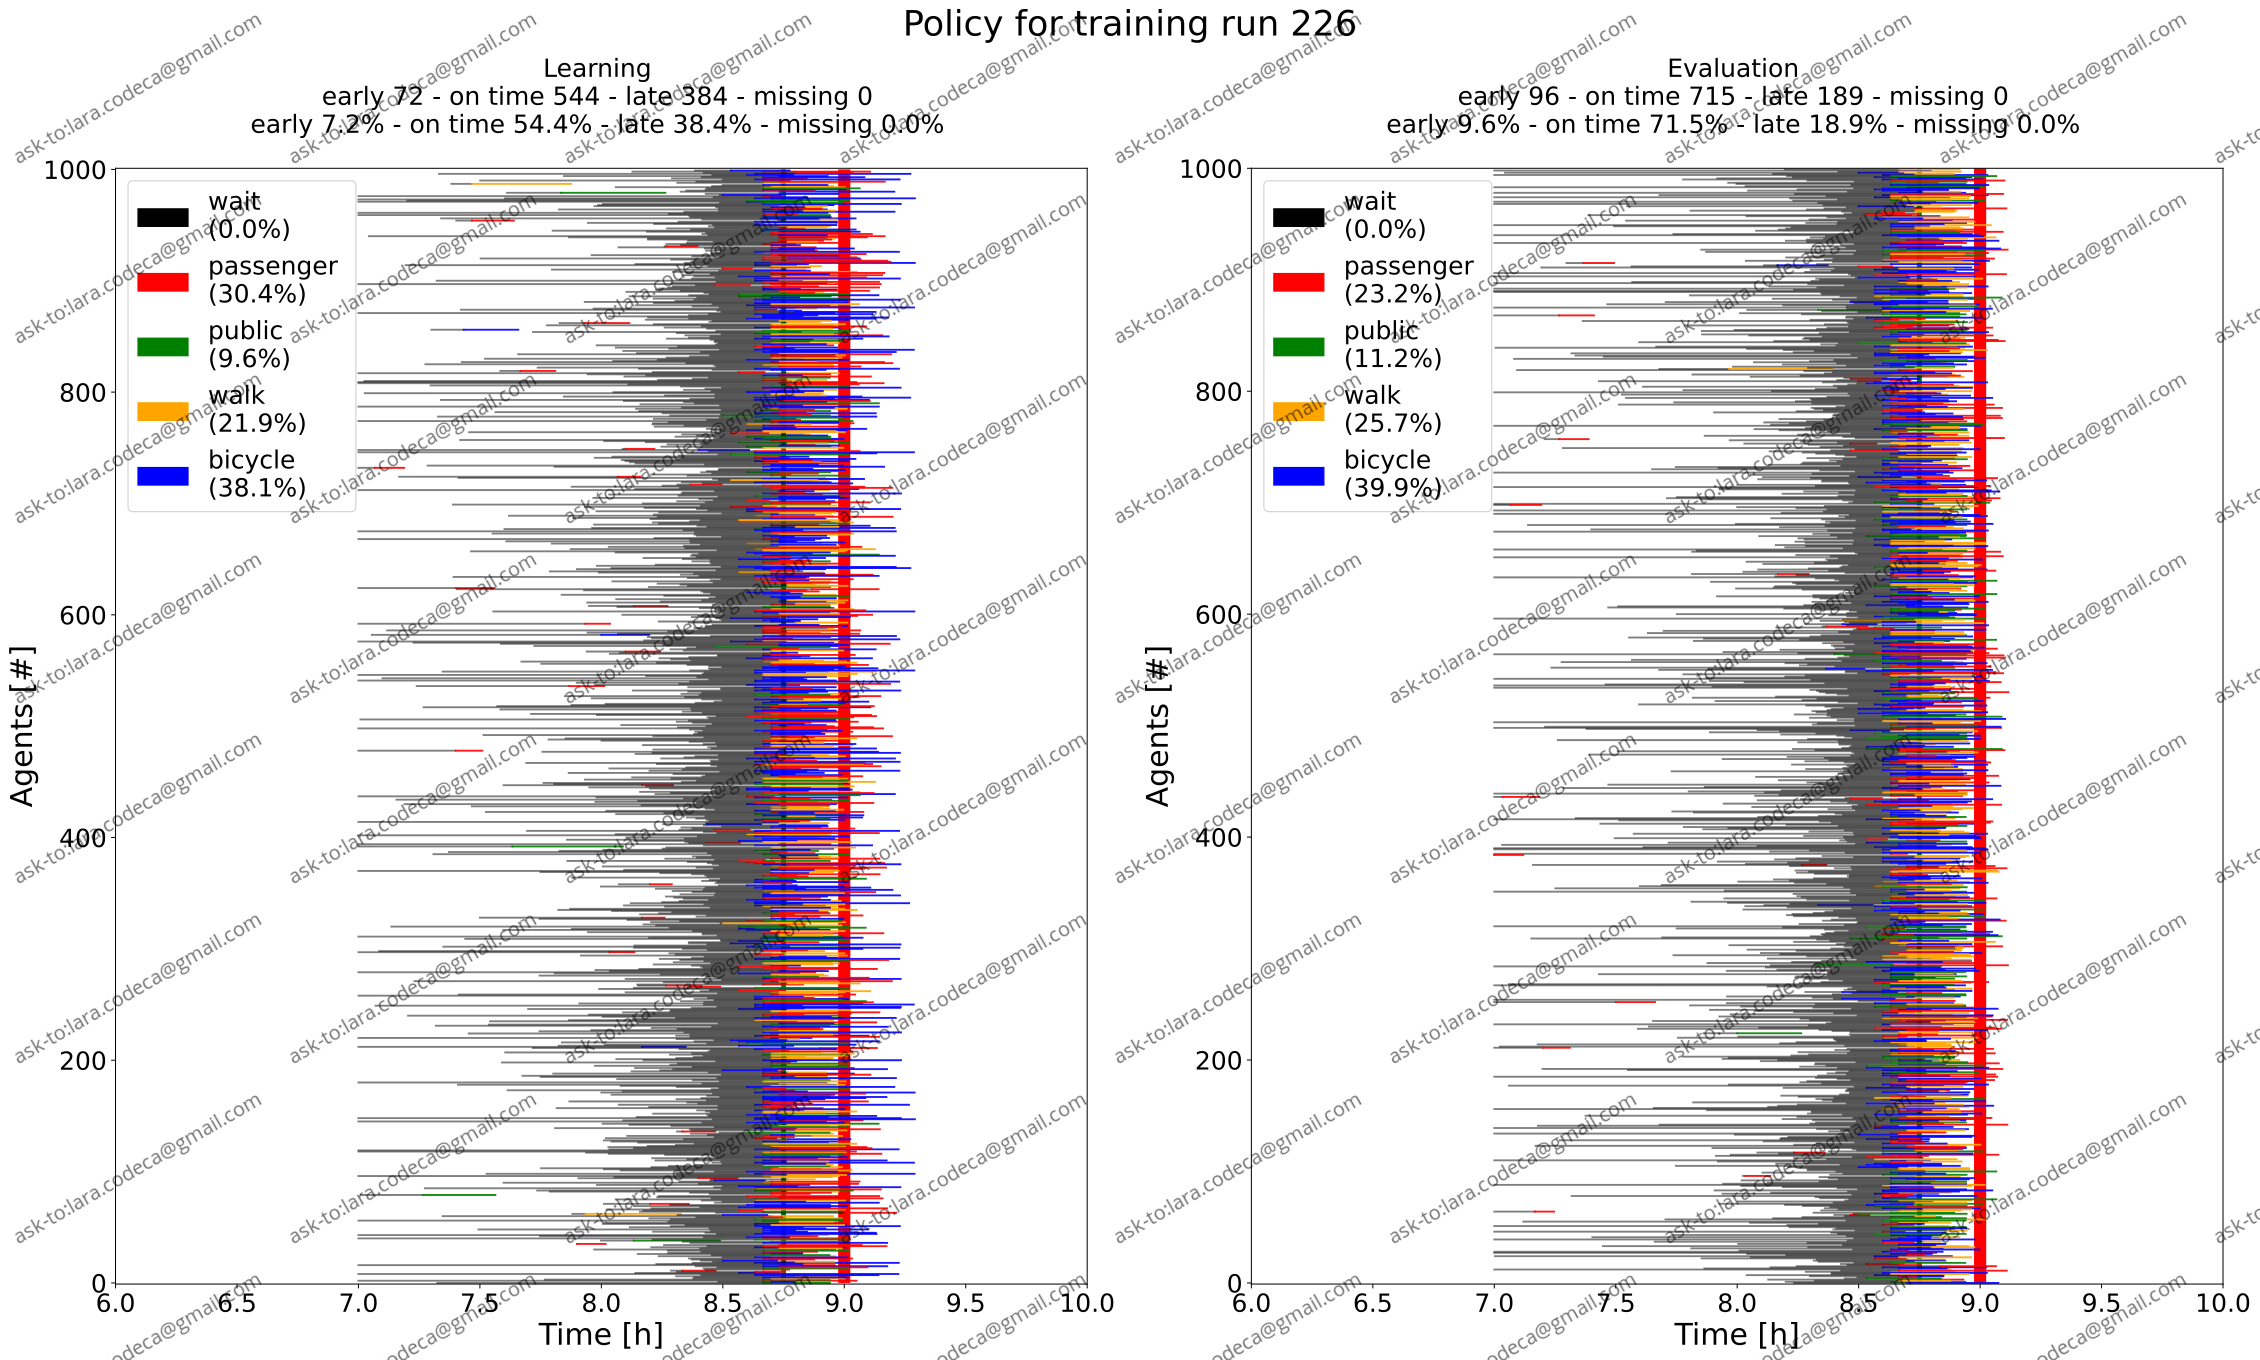 Policy for training run 226
Learning
early 72 - on time 544 - late 384 - missing 0
early 7.2% - on time 54.4% - late 38.4% - missing 0.0%
1000
800
600
400
200
0
Agents [#]
wait
(0.0%)
passenger
(30.4%)
public
(9.6%)
walk
(21.9%)
bicycle
(38.1%)
6.0 6.5 7.0 7.5 8.0 8.5 9.0 9.5 10.0
Time [h]
Evaluation
early 96 - on time 715 - late 189 - missing 0
early 9.6% - on time 71.5% - late 18.9% - missing 0.0%
1000
800
600
400
200
0
Agents [#]
wait
(0.0%)
passenger
(23.2%)
public
(11.2%)
walk
(25.7%)
bicycle
(39.9%)
6.0 6.5 7.0 7.5 8.0 8.5 9.0 9.5 10.0
Time [h]
ask-to:lara.codeca@gmail.com